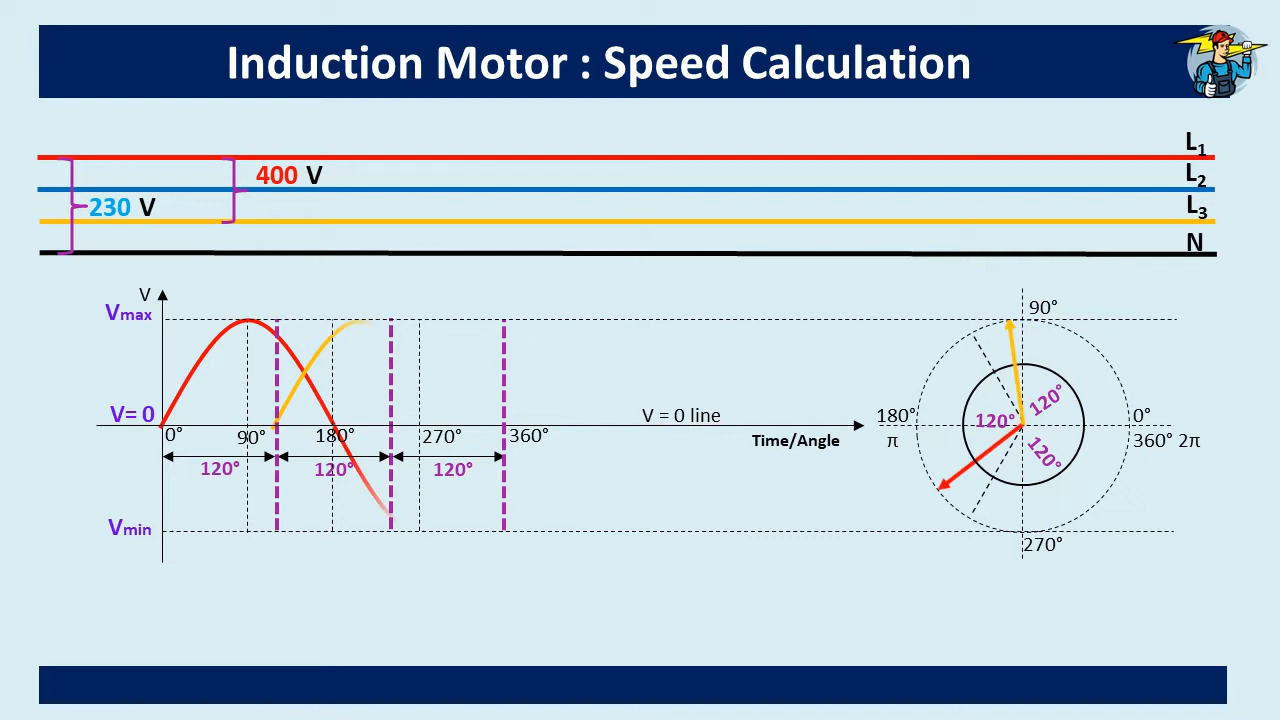 Induction Motor : Speed Calculation
L1
400 V
L2
230 V
L3
N
V
Vmax
90°
V= 0
V = 0 line
180°
0°
0°
90°
180°
270°
360°
Time/Angle
π
360° 2π
120°
120°
120°
120°
120°
120°
Vmin
270°